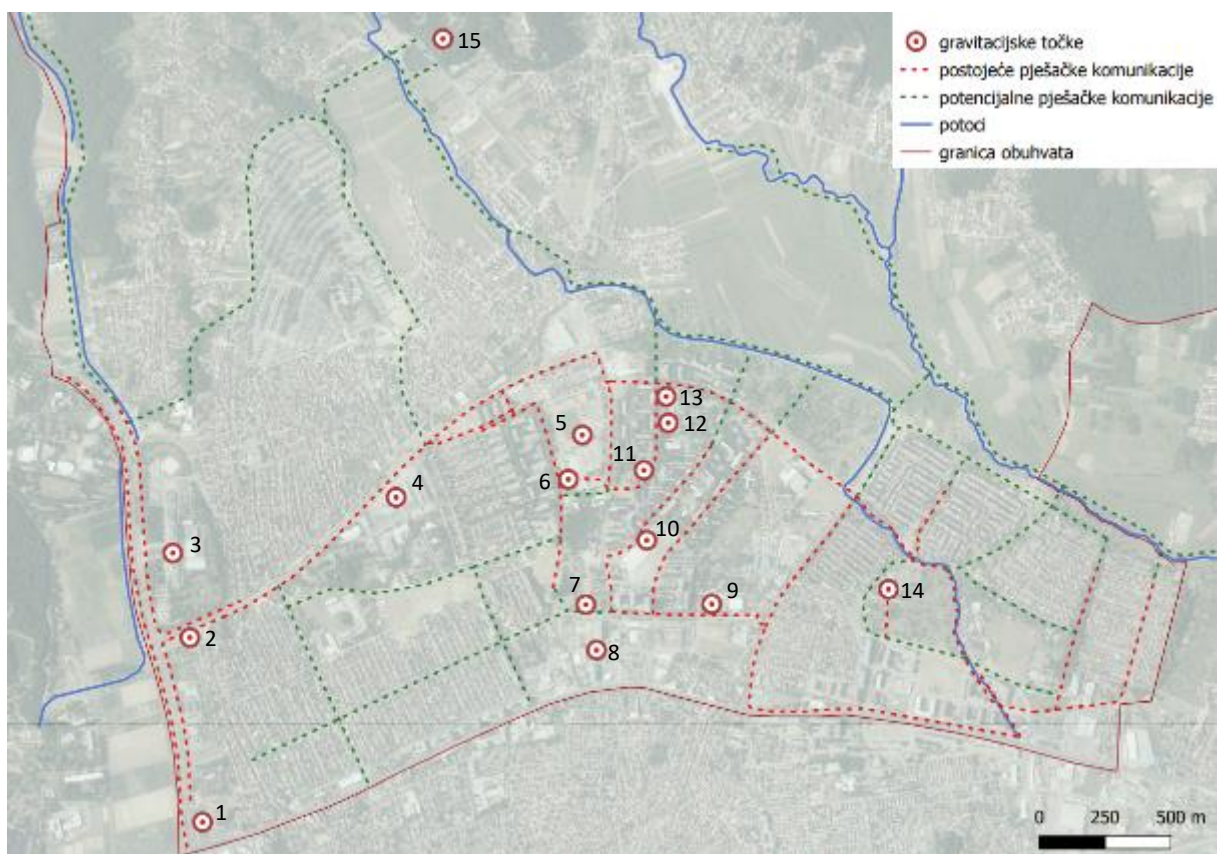 gravitacijske točke
postojeće pješačke komunikacije
potencijalne pješačke komunikacije
potoci
granica obuhvata
15
13
12
5
11
6
4
10
3
7
9
14
2
8
1
0 250 500 m